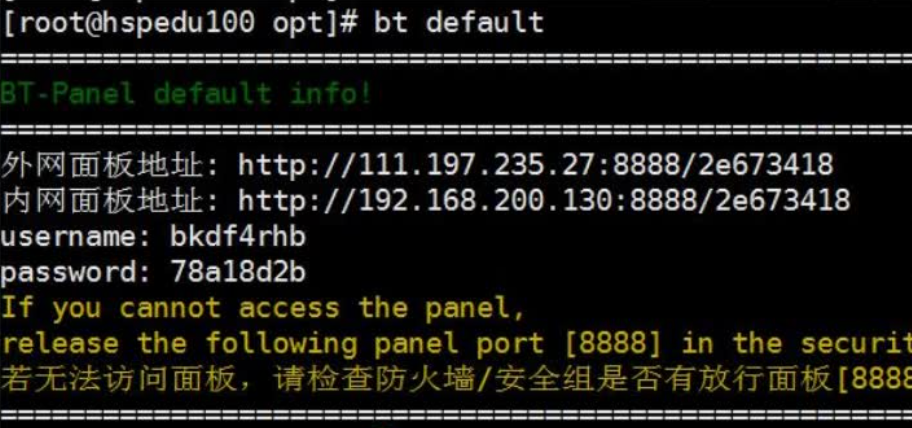 [root@hspedu100 opt]# bt default
==================================================================
BT-Panel default info!
==================================================================
外网面板地址: http://111.197.235.27:8888/2e673418
内网面板地址: http://192.168.200.130:8888/2e673418
username: bkdf4rhb
password: 78a18d2b
If you cannot access the panel,
release the following panel port [8888] in the securit
若无法访问面板，请检查防火墙/安全组是否有放行面板[8888
==================================================================